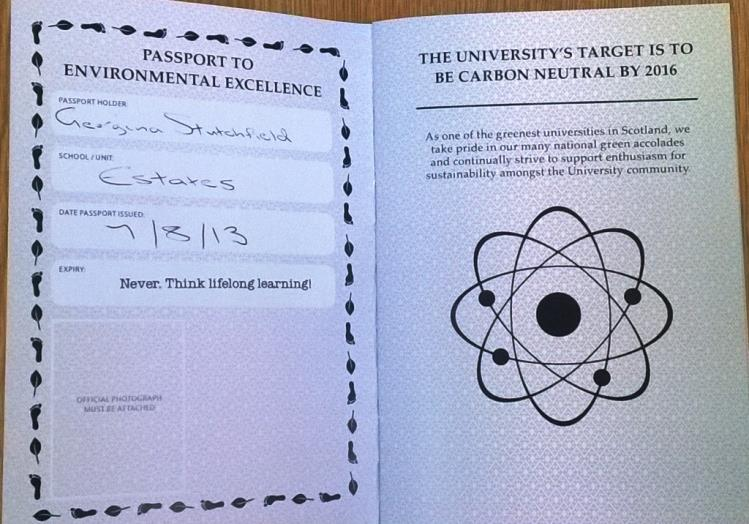 PASSPORT TO
ENVIRONMENTAL EXCELLENCE
PASSPORT HOLDER:
Georgina Stutchfield
SCHOOL / UNIT:
Estates
DATE PASSPORT ISSUED:
7/8/13
EXPIRY:
Never. Think lifelong learning!
OFFICIAL PHOTOGRAPH
MUST BE ATTACHED
THE UNIVERSITY'S TARGET IS TO
BE CARBON NEUTRAL BY 2016
As one of the greenest universities in Scotland, we
take pride in our many national green accolades
and continually strive to support enthusiasm for
sustainability amongst the University community